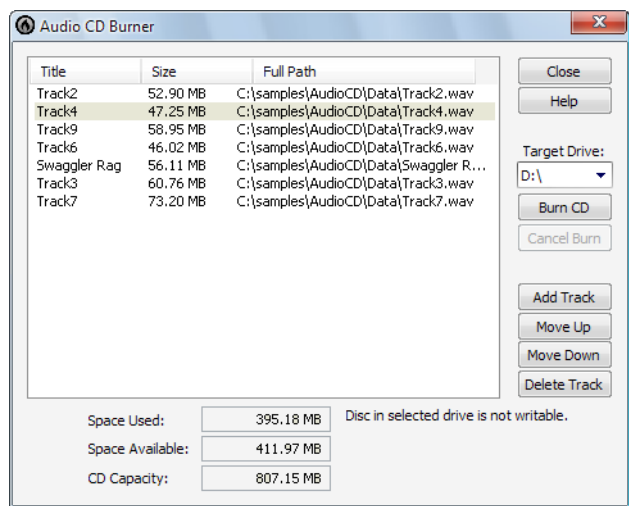 Audio CD Burner
Title Size Full Path
Track2 52.90 MB C:\samples\AudioCD\Data\Track2.wav
Track4 47.25 MB C:\samples\AudioCD\Data\Track4.wav
Track9 58.95 MB C:\samples\AudioCD\Data\Track9.wav
Track6 46.02 MB C:\samples\AudioCD\Data\Track6.wav
Swaggler Rag 56.11 MB C:\samples\AudioCD\Data\Swaggler R...
Track3 60.76 MB C:\samples\AudioCD\Data\Track3.wav
Track7 73.20 MB C:\samples\AudioCD\Data\Track7.wav
Close
Help
Target Drive:
D:\
Burn CD
Cancel Burn
Add Track
Move Up
Move Down
Delete Track
Space Used: 395.18 MB Disc in selected drive is not writable.
Space Available: 411.97 MB
CD Capacity: 807.15 MB